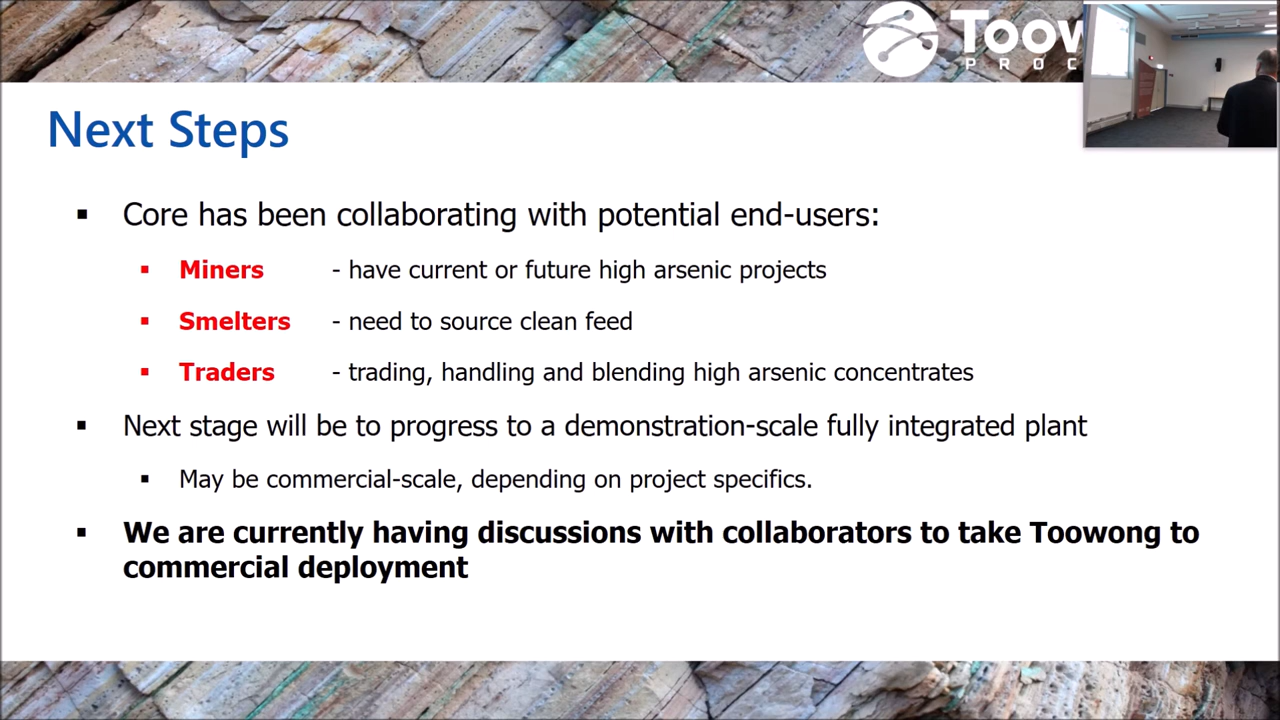 Next Steps
▪ Core has been collaborating with potential end-users:
▪ Miners - have current or future high arsenic projects
▪ Smelters - need to source clean feed
▪ Traders - trading, handling and blending high arsenic concentrates
▪ Next stage will be to progress to a demonstration-scale fully integrated plant
▪ May be commercial-scale, depending on project specifics.
▪ We are currently having discussions with collaborators to take Toowong to
commercial deployment